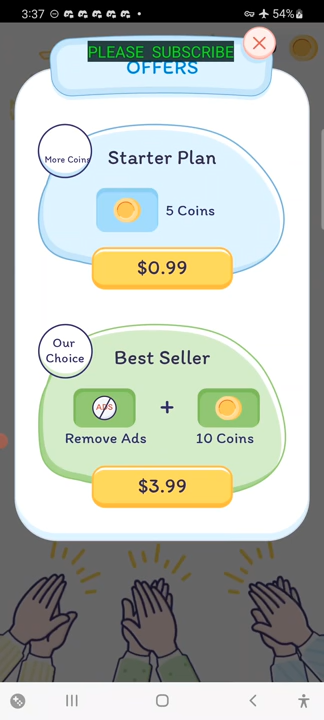 3:37
54%
PLEASE SUBSCRIBE
OFFERS
More Coins
Starter Plan
5 Coins
$0.99
Our
Choice
Best Seller
ADS
+
Remove Ads
10 Coins
$3.99